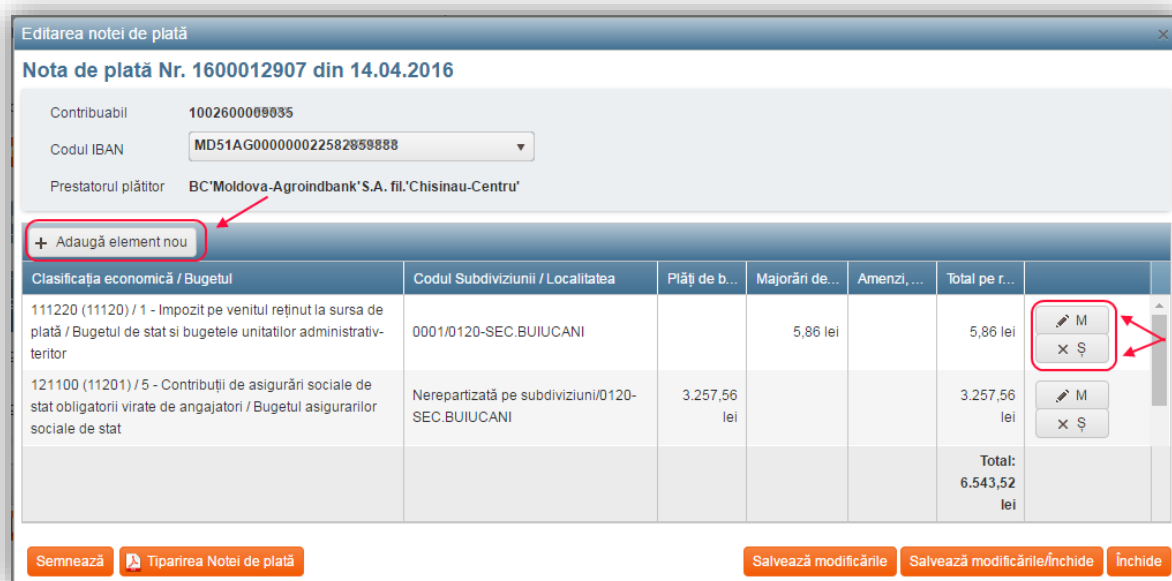 Editarea notei de plată
Nota de plată Nr. 1600012907 din 14.04.2016
Contribuabil 1002600009035
Codul IBAN MD51AG000000022582859888
Prestatorul plătitor BC'Moldova-Agroindbank'S.A. fil.'Chisinau-Centru'
+ Adaugă element nou
Clasificația economică / Bugetul Codul Subdiviziunii / Localitatea Plăți de b... Majorări de... Amenzi, ... Total pe r...
111220 (11120) / 1 - Impozit pe venitul reținut la sursa de
plată / Bugetul de stat si bugetele unitatilor administrativ-
teritor
0001/0120-SEC.BUIUCANI
5,86 lei
5,86 lei
M
× Ș
121100 (11201) / 5 - Contribuții de asigurări sociale de
stat obligatorii virate de angajatori / Bugetul asigurarilor
sociale de stat
Nerepartizată pe subdiviziuni/0120-
SEC.BUIUCANI
3.257,56
lei
3.257,56
lei
M
× Ș
Total:
6.543,52
lei
Semnează Tiparirea Notei de plată Salvează modificările Salvează modificările/Închide Închide